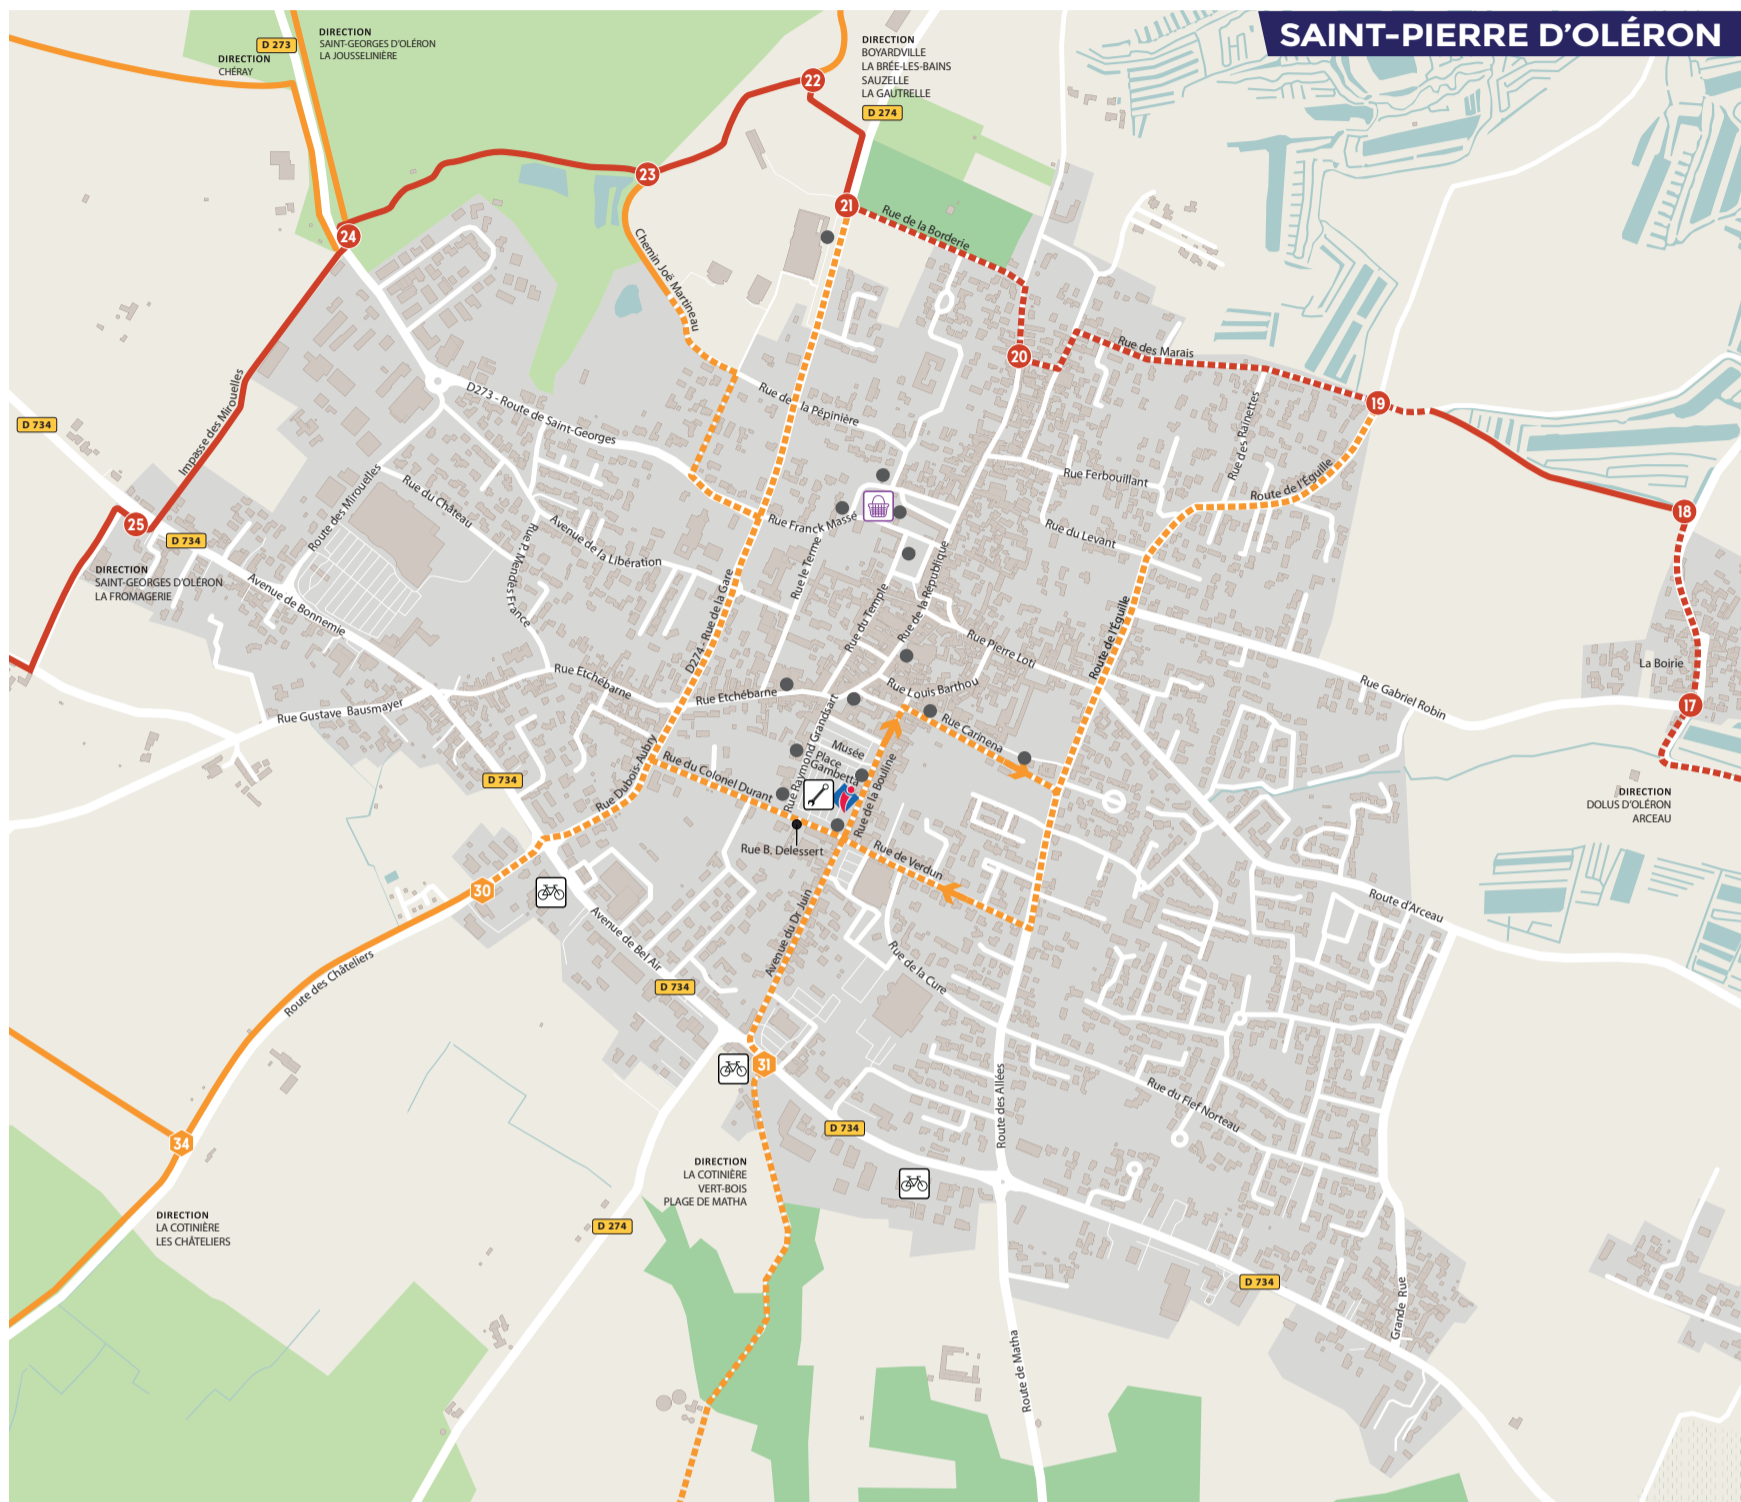 SAINT-PIERRE D'OLÉRON
D 273
DIRECTION
SAINT-GEORGES D'OLÉRON
LA JOUSSELINIÈRE
DIRECTION
CHÉRAY
DIRECTION
BOYARDVILLE
LA BRÉE-LES-BAINS
SAUZELLE
LA GAUTRELLE
D 274
22
23
21
24
Rue de la Borderie
Chemin Joë Martineau
20
Rue des Marais
19
Impasse des Mirouelles
D273 - Route de Saint-Georges
Rue de la Pépinière
D 734
Rue des Rainettes
Rue Ferbouillant
Route de l'Éguille
Route des Mirouelles
Rue du Château
25
D 734
Rue Franck Massé
Avenue de la Libération
Rue P. Mendès France
Rue le Terme
Rue du Levant
18
DIRECTION
SAINT-GEORGES D'OLÉRON
LA FROMAGERIE
Avenue de Bonnemie
D274 - Rue de la Gare
Rue du Temple
Rue de la République
Rue Pierre Loti
Route de l'Éguille
La Boirie
17
Rue Gabriel Robin
Rue Etchébarne
Rue Etchébarne
Rue Louis Barthou
Rue Gustave Bausmayer
Rue Carinena
Rue Raymond Grandsart
Musée
Place
Gambetta
Rue de la Bouline
D 734
Rue Dubois-Aubry
Rue du Colonel Durant
DIRECTION
DOLUS D'OLÉRON
ARCEAU
Rue B. Delessert
Rue de Verdun
30
Route d'Arceau
Avenue de Bel Air
Avenue du Dr Juin
Rue de la Cure
D 734
Route des Châteliers
31
Route des Allées
Rue du Fief Norteau
34
D 734
DIRECTION
LA COTINIÈRE
VERT-BOIS
PLAGE DE MATHA
DIRECTION
LA COTINIÈRE
LES CHÂTELIERS
D 274
D 734
Grande Rue
Route de Matha